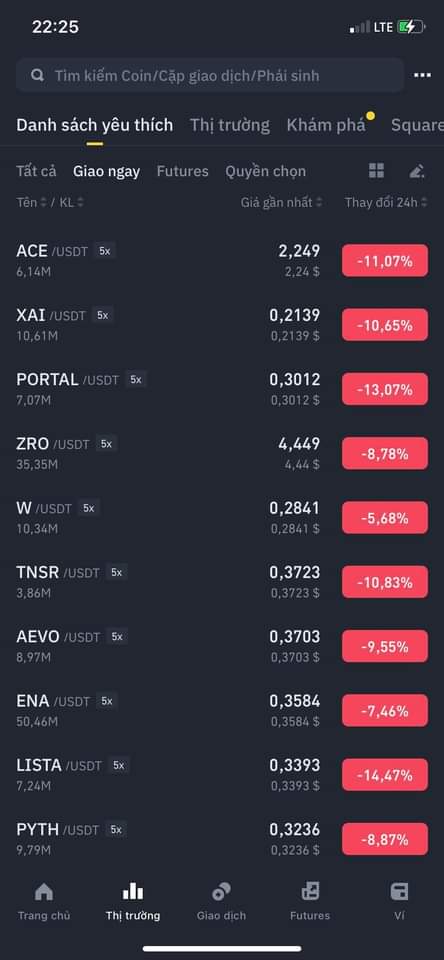 22:25 LTE
Tìm kiếm Coin/Cặp giao dịch/Phái sinh
Danh sách yêu thích Thị trường Khám phá Square
Tất cả Giao ngay Futures Quyền chọn
Tên / KL Giá gần nhất Thay đổi 24h
ACE /USDT 5x 2,249 -11,07%
6,14M 2,24 $
XAI /USDT 5x 0,2139 -10,65%
10,61M 0,2139 $
PORTAL /USDT 5x 0,3012 -13,07%
7,07M 0,3012 $
ZRO /USDT 5x 4,449 -8,78%
35,35M 4,44 $
W /USDT 5x 0,2841 -5,68%
10,34M 0,2841 $
TNSR /USDT 5x 0,3723 -10,83%
3,86M 0,3723 $
AEVO /USDT 5x 0,3703 -9,55%
8,97M 0,3703 $
ENA /USDT 5x 0,3584 -7,46%
50,46M 0,3584 $
LISTA /USDT 5x 0,3393 -14,47%
7,24M 0,3393 $
PYTH /USDT 5x 0,3236 -8,87%
9,79M 0,3236 $
Trang chủ Thị trường Giao dịch Futures Ví